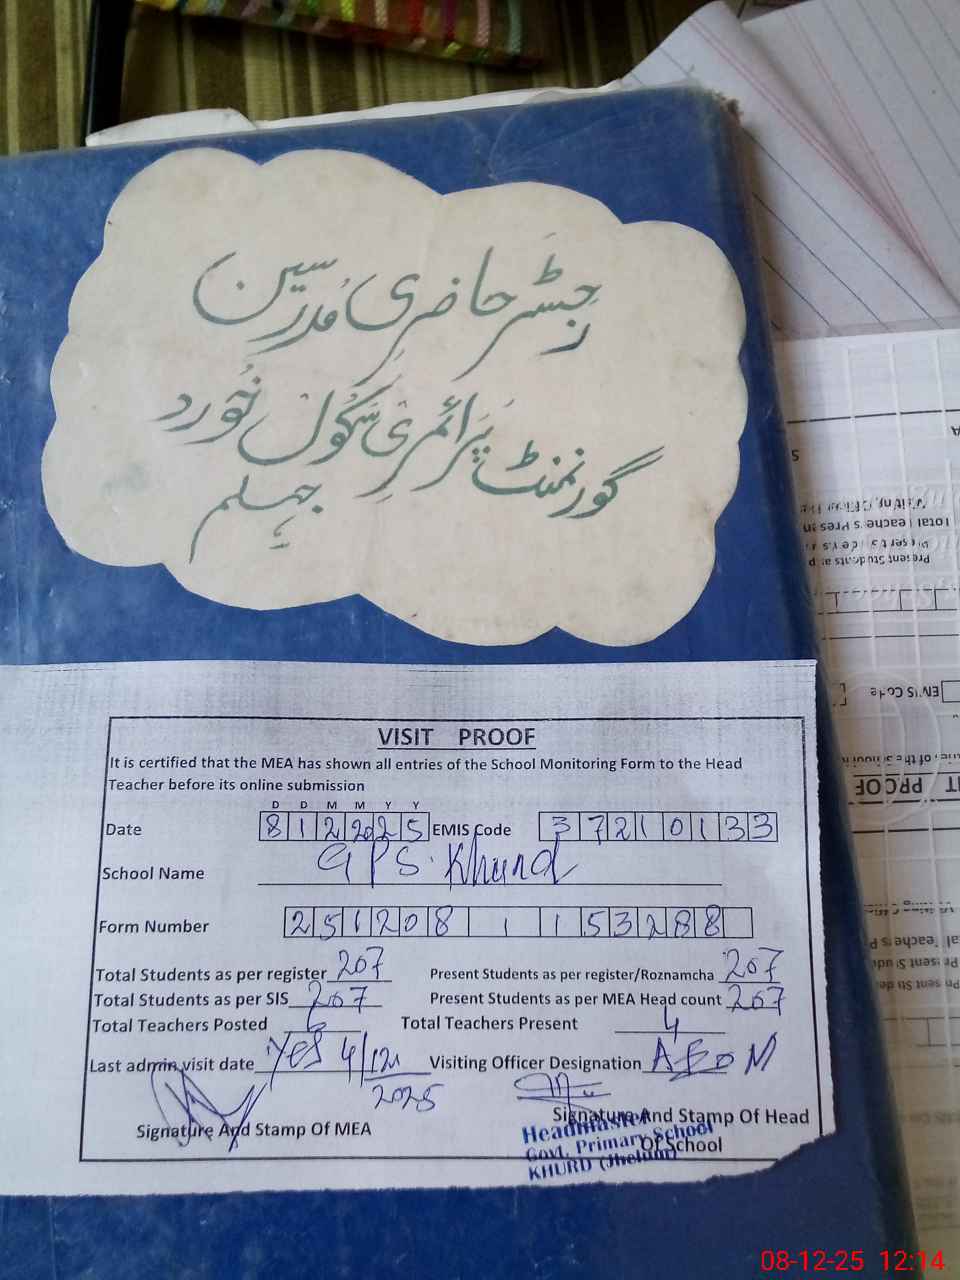 رجسٹر حاضری مدرسین
گورنمنٹ پرائمری سکول خورد
جہلم
VISIT PROOF
It is certified that the MEA has shown all entries of the School Monitoring Form to the Head
Teacher before its online submission
D D M M Y Y
Date 8 12 2025 EMIS Code 37210133
School Name GPS Khurd
Form Number 251208 1 153288
Total Students as per register 207 Present Students as per register/Roznamcha 207
Total Students as per SIS 207 Present Students as per MEA Head count 207
Total Teachers Posted 6 Total Teachers Present 4
Last admin visit date Yes 4/12/2025 Visiting Officer Designation AEO M
Signature And Stamp Of MEA
Signature And Stamp Of Head
Of School
Headmaster
Govt. Primary School
KHURD (Jhelum)
EMIS Code
08-12-25 12:14